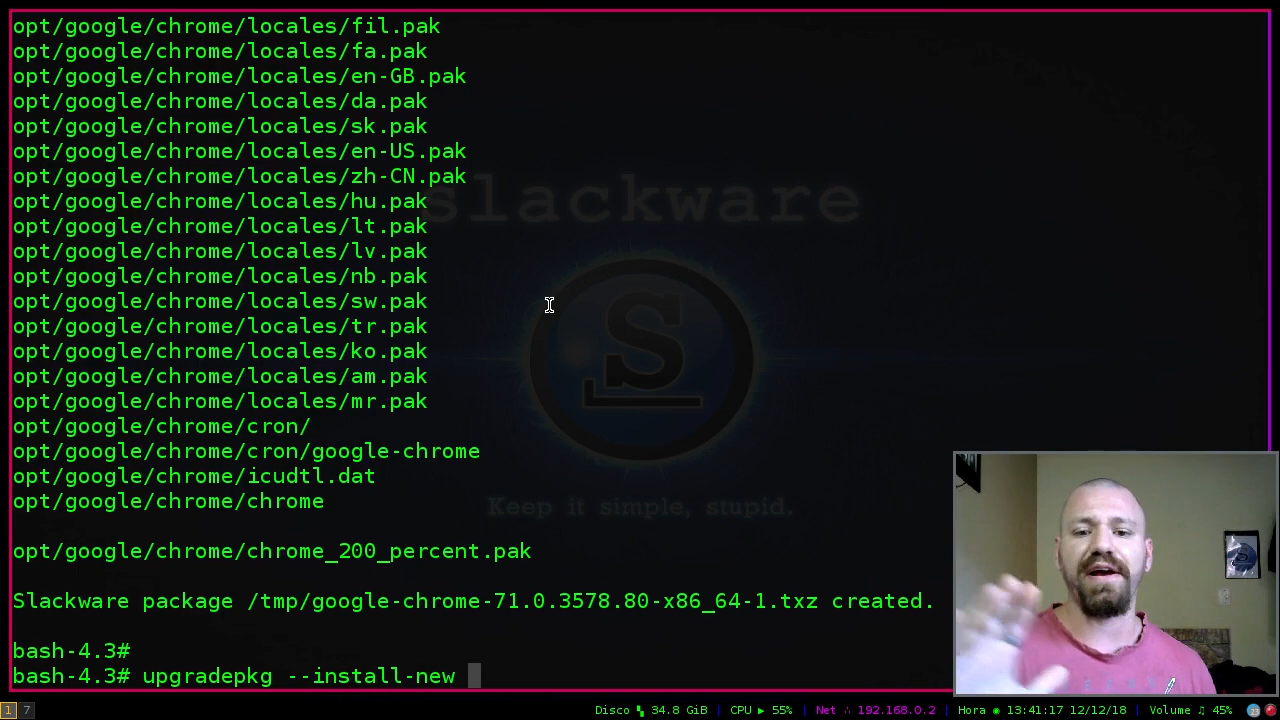 opt/google/chrome/locales/fil.pak
opt/google/chrome/locales/fa.pak
opt/google/chrome/locales/en-GB.pak
opt/google/chrome/locales/da.pak
opt/google/chrome/locales/sk.pak
opt/google/chrome/locales/en-US.pak
opt/google/chrome/locales/zh-CN.pak
opt/google/chrome/locales/hu.pak
slackware
opt/google/chrome/locales/lt.pak
opt/google/chrome/locales/lv.pak
opt/google/chrome/locales/nb.pak
opt/google/chrome/locales/sw.pak
opt/google/chrome/locales/tr.pak
opt/google/chrome/locales/ko.pak
S
opt/google/chrome/locales/am.pak
opt/google/chrome/locales/mr.pak
opt/google/chrome/cron/
opt/google/chrome/cron/google-chrome
opt/google/chrome/icudtl.dat
opt/google/chrome/chrome
Keep it simple, stupid.
opt/google/chrome/chrome_200_percent.pak
Slackware package /tmp/google-chrome-71.0.3578.80-x86_64-1.txz created.
bash-4.3#
bash-4.3# upgradepkg --install-new
1 7 Disco ▚ 34.8 GiB | CPU ▶ 55% | Net ∴ 192.168.0.2 | Hora ◉ 13:41:17 12/12/18 | Volume ♫ 45%